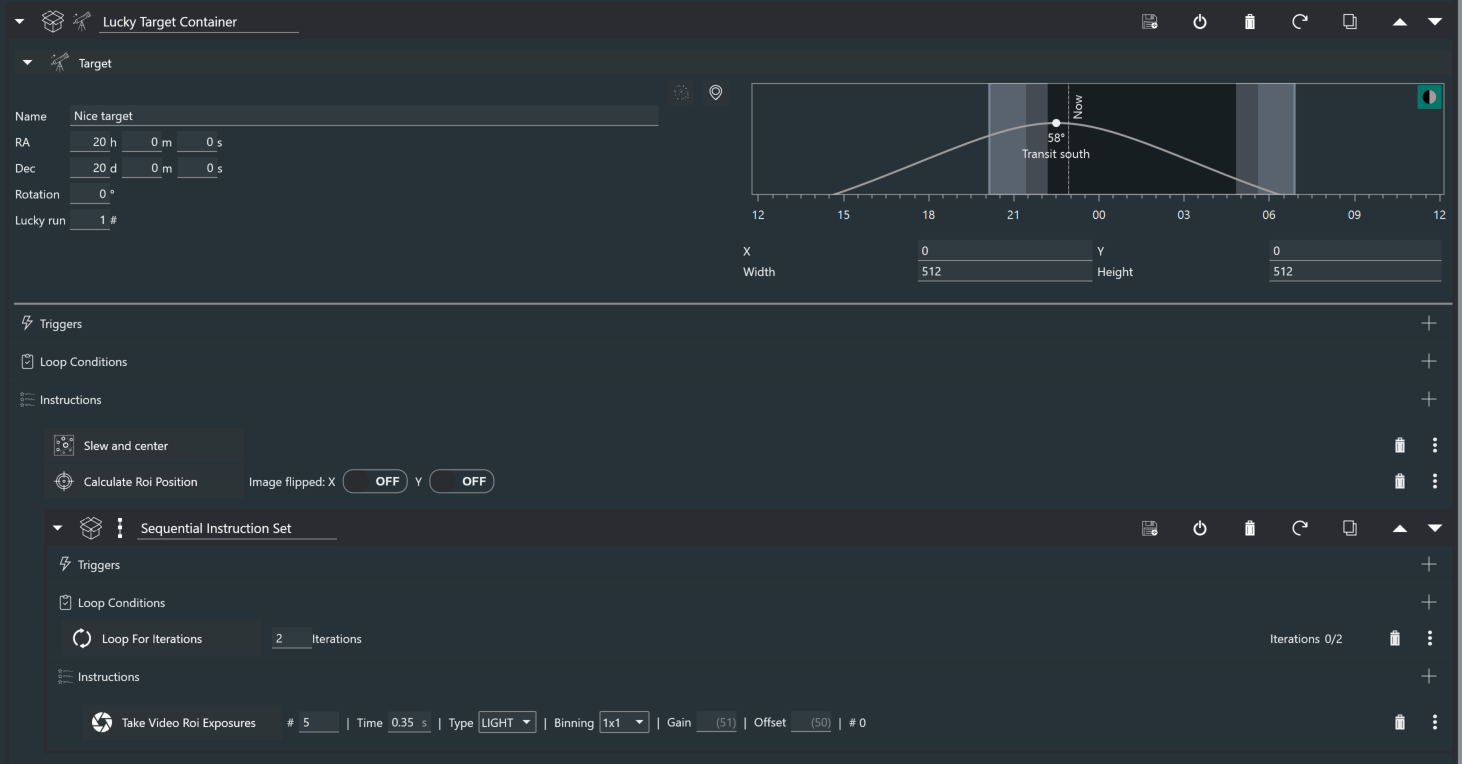 Lucky Target Container
Target
Name Nice target
RA 20 h 0 m 0 s
Dec 20 d 0 m 0 s
Rotation 0 °
Lucky run 1 #
Now
58°
Transit south
12 15 18 21 00 03 06 09 12
X 0 Y 0
Width 512 Height 512
Triggers
Loop Conditions
Instructions
Slew and center
Calculate Roi Position Image flipped: X OFF Y OFF
Sequential Instruction Set
Triggers
Loop Conditions
Loop For Iterations 2 Iterations Iterations 0/2
Instructions
Take Video Roi Exposures # 5 | Time 0.35 s | Type LIGHT | Binning 1x1 | Gain (51) | Offset (50) | # 0